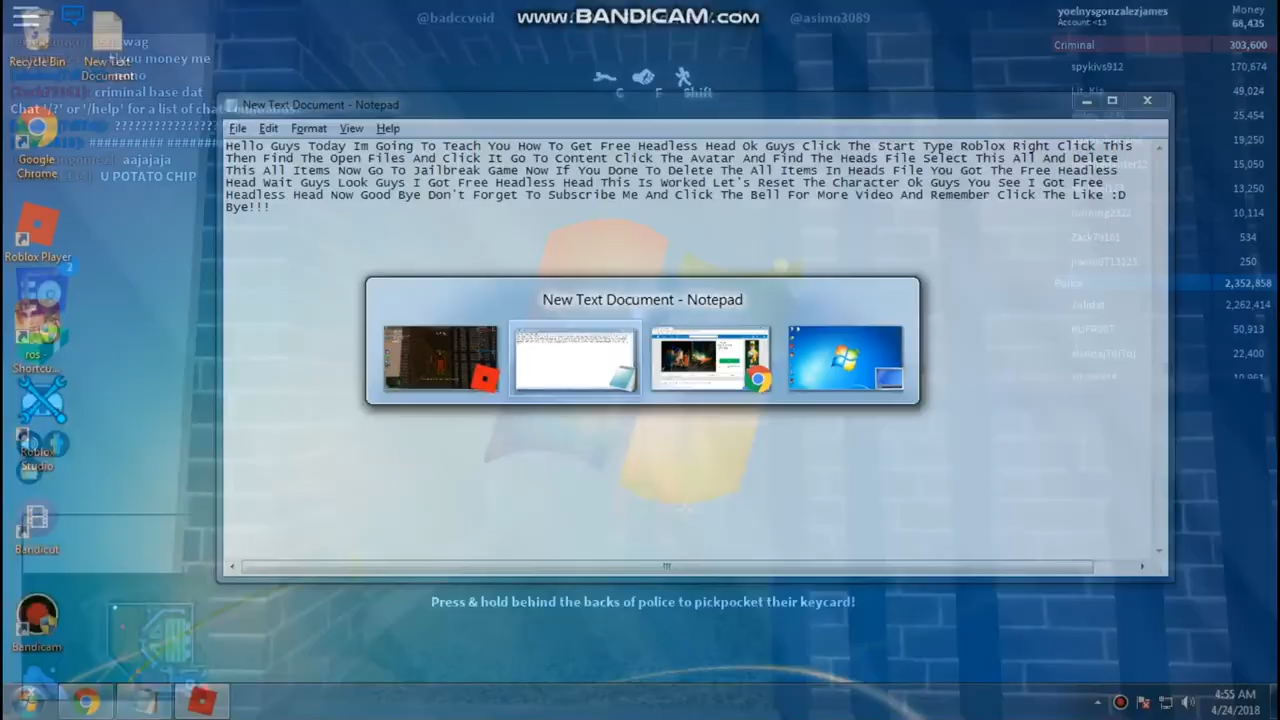 @badccvoid
www.BANDICAM.com
@asimo3089
yoelnysgonzalezjames
Account <13
Money
68,435
Criminal 303,600
spykivs912 170,674
49,024
25,454
19,250
15,050
13,250
10,114
Zack79161 534
250
Police 2,352,858
2,262,414
50,913
22,400
10,961
Recycle Bin
New Text
Document
you money me
criminal base dat
Chat '/?' or '/help' for a list of chat commands
aajajaja
U POTATO CHIP
C F Shift
New Text Document - Notepad
File Edit Format View Help
Hello Guys Today Im Going To Teach You How To Get Free Headless Head Ok Guys Click The Start Type Roblox Right Click This
Then Find The Open Files And Click It Go To Content Click The Avatar And Find The Heads File Select This All And Delete
This All Items Now Go To Jailbreak Game Now If You Done To Delete The All Items In Heads File You Got The Free Headless
Head Wait Guys Look Guys I Got Free Headless Head This Is Worked Let's Reset The Character Ok Guys You See I Got Free
Headless Head Now Good Bye Don't Forget To Subscribe Me And Click The Bell For More Video And Remember Click The Like :D
Bye!!!
New Text Document - Notepad
Google
Chrome
Roblox Player
2
ros -
Shortcu...
Roblox
Studio
Bandicut
Bandicam
Press & hold behind the backs of police to pickpocket their keycard!
4:55 AM
4/24/2018